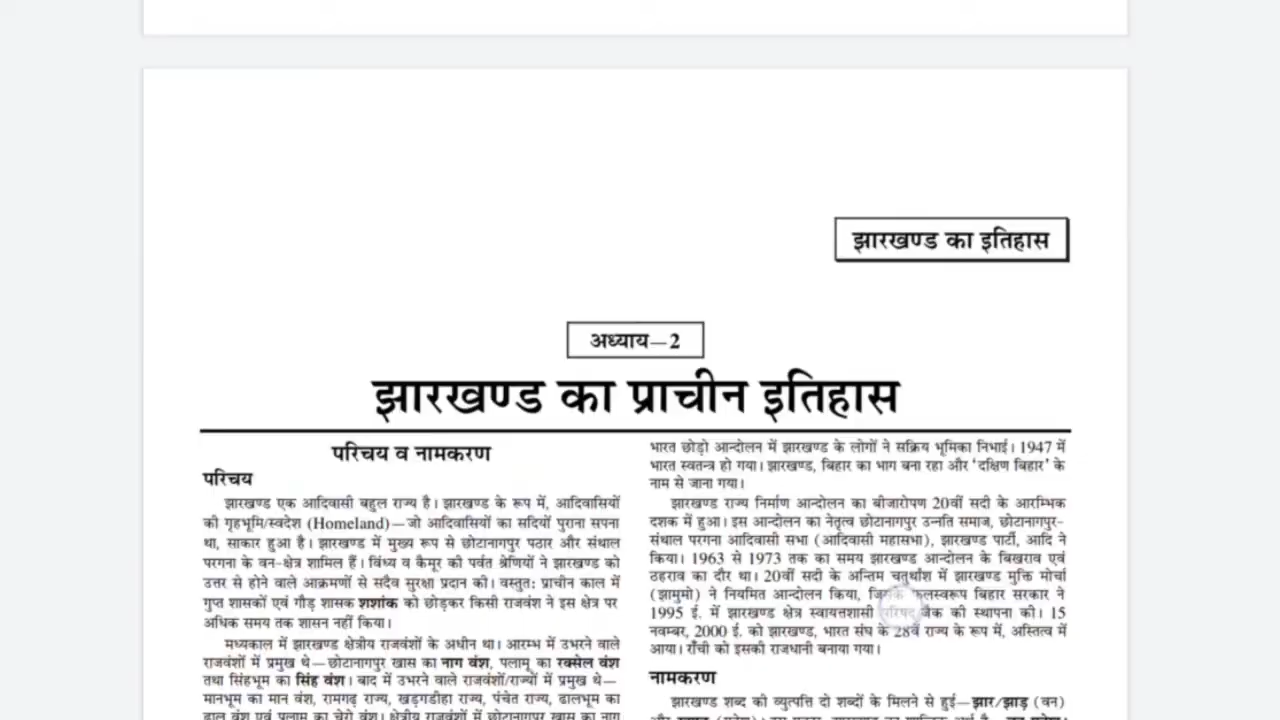 झारखण्ड का इतिहास
अध्याय—2
झारखण्ड का प्राचीन इतिहास
परिचय व नामकरण
परिचय
झारखण्ड एक आदिवासी बहुल राज्य है। झारखण्ड के रूप में, आदिवासियों
की गृहभूमि/स्वदेश (Homeland)—जो आदिवासियों का सदियों पुराना सपना
था, साकार हुआ है। झारखण्ड में मुख्य रूप से छोटानागपुर पठार और संथाल
परगना के वन-क्षेत्र शामिल हैं। विंध्य व कैमूर की पर्वत श्रेणियों ने झारखण्ड को
उत्तर से होने वाले आक्रमणों से सदैव सुरक्षा प्रदान की। वस्तुत: प्राचीन काल में
गुप्त शासकों एवं गौड़ शासक शशांक को छोड़कर किसी राजवंश ने इस क्षेत्र पर
अधिक समय तक शासन नहीं किया।
मध्यकाल में झारखण्ड क्षेत्रीय राजवंशों के अधीन था। आरम्भ में उभरने वाले
राजवंशों में प्रमुख थे—छोटानागपुर खास का नाग वंश, पलामू का रक्सेल वंश
तथा सिंहभूम का सिंह वंश। बाद में उभरने वाले राजवंशों/राज्यों में प्रमुख थे—
मानभूम का मान वंश, रामगढ़ राज्य, खड़गडीहा राज्य, पंचेत राज्य, ढालभूम का
ढाल वंश एवं पलामू का चेरो वंश। क्षेत्रीय राजवंशों में छोटानागपुर खास का नाग
भारत छोड़ो आन्दोलन में झारखण्ड के लोगों ने सक्रिय भूमिका निभाई। 1947 में
भारत स्वतन्त्र हो गया। झारखण्ड, बिहार का भाग बना रहा और ‘दक्षिण बिहार’ के
नाम से जाना गया।
झारखण्ड राज्य निर्माण आन्दोलन का बीजारोपण 20वीं सदी के आरम्भिक
दशक में हुआ। इस आन्दोलन का नेतृत्व छोटानागपुर उन्नति समाज, छोटानागपुर-
संथाल परगना आदिवासी सभा (आदिवासी महासभा), झारखण्ड पार्टी, आदि ने
किया। 1963 से 1973 तक का समय झारखण्ड आन्दोलन के बिखराव एवं
ठहराव का दौर था। 20वीं सदी के अन्तिम चतुर्थांश में झारखण्ड मुक्ति मोर्चा
(झामुमो) ने नियमित आन्दोलन किया, जिसके फलस्वरूप बिहार सरकार ने
1995 ई. में झारखण्ड क्षेत्र स्वायत्तशासी परिषद् जैक की स्थापना की। 15
नवम्बर, 2000 ई. को झारखण्ड, भारत संघ के 28वें राज्य के रूप में, अस्तित्व में
आया। राँची को इसकी राजधानी बनाया गया।
नामकरण
झारखण्ड शब्द की व्युत्पत्ति दो शब्दों के मिलने से हुई—झार/झाड़ (वन)